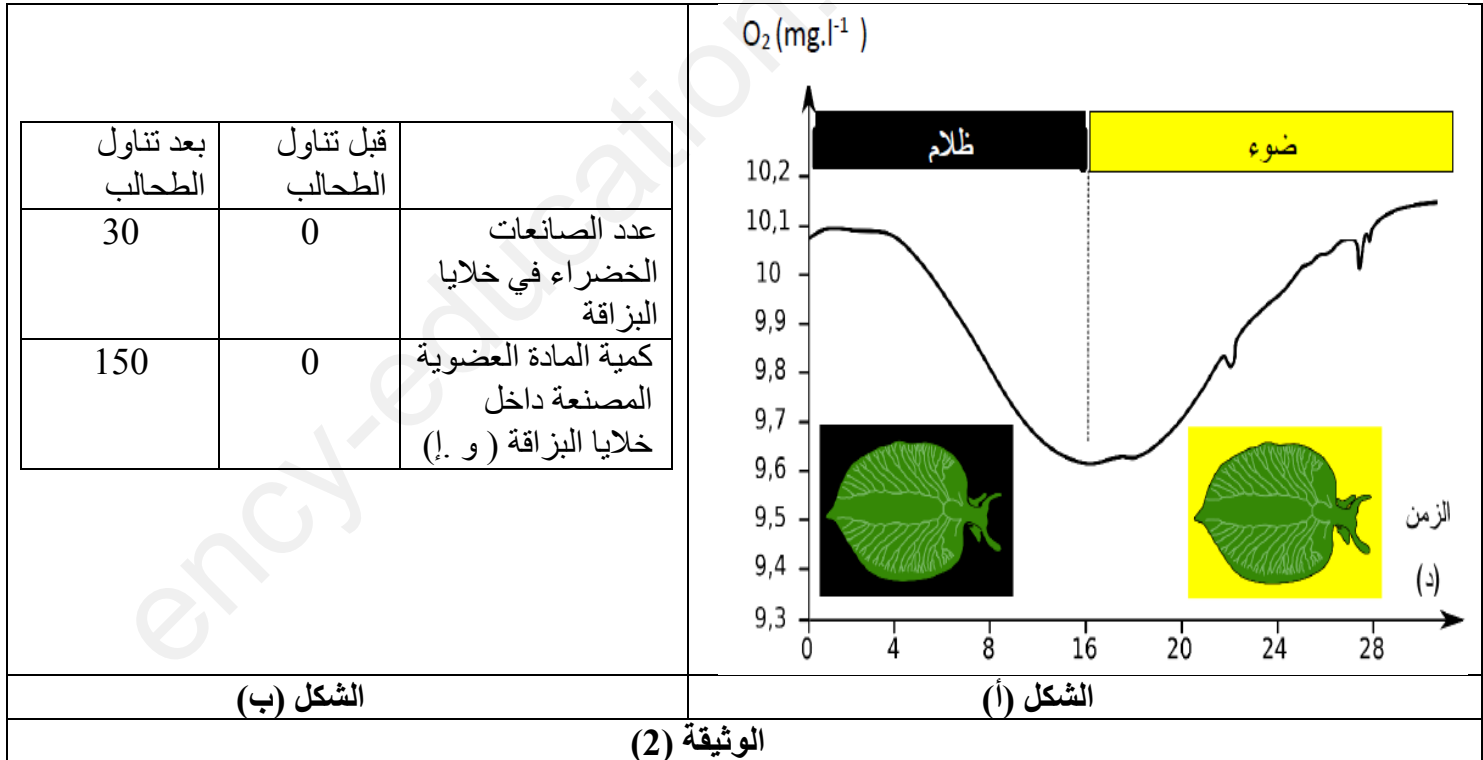 O₂ (mg.l⁻¹ )
ظلام
ضوء
10,2
10,1
10
9,9
9,8
9,7
9,6
9,5
9,4
9,3
0 4 8 16 20 24 28
الزمن
(د)
قبل تناول
الطحالب
بعد تناول
الطحالب
عدد الصانعات
الخضراء في خلايا
البزاقة
0
30
كمية المادة العضوية
المصنعة داخل
خلايا البزاقة ( و .إ)
0
150
الشكل (أ)
الشكل (ب)
الوثيقة (2)
ency-education.